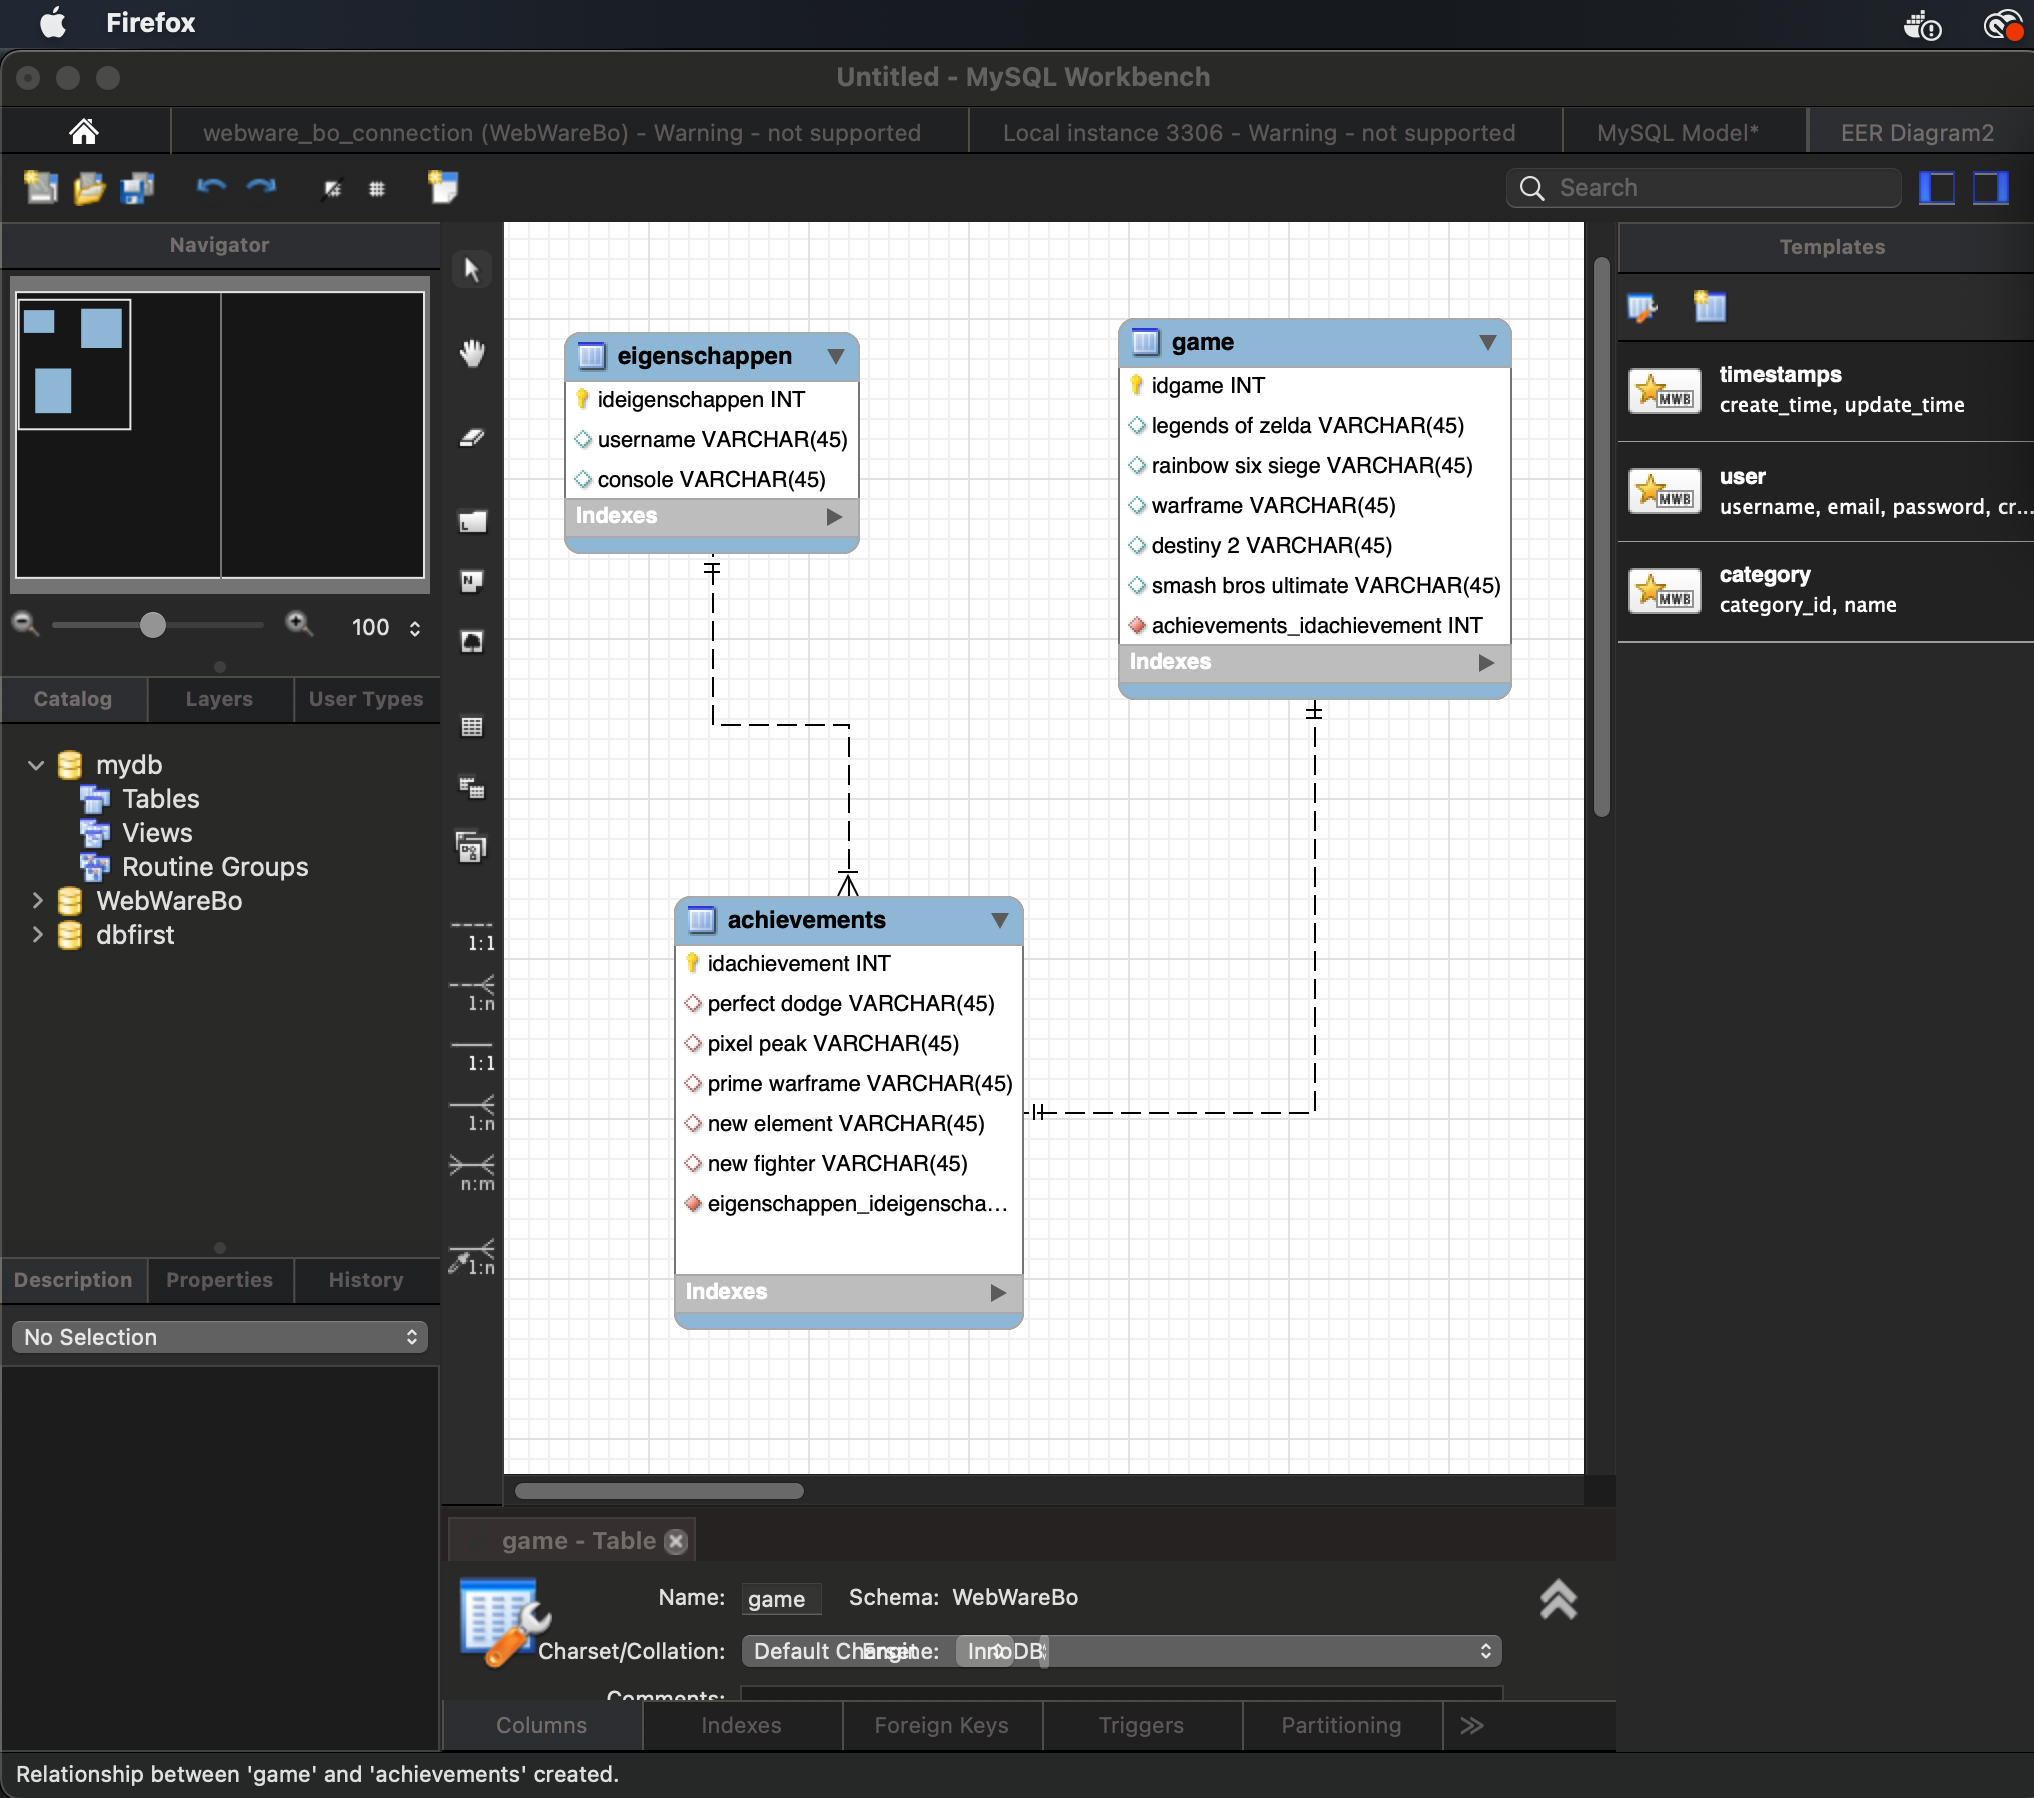 Firefox
Untitled - MySQL Workbench
webware_bo_connection (WebWareBo) - Warning - not supported
Local instance 3306 - Warning - not supported
MySQL Model*
EER Diagram2
Search
Navigator
100
Catalog
Layers
User Types
mydb
Tables
Views
Routine Groups
WebWareBo
dbfirst
Description
Properties
History
No Selection
1:1
1:n
1:1
1:n
n:m
1:n
eigenschappen
ideigenschappen INT
username VARCHAR(45)
console VARCHAR(45)
Indexes
game
idgame INT
legends of zelda VARCHAR(45)
rainbow six siege VARCHAR(45)
warframe VARCHAR(45)
destiny 2 VARCHAR(45)
smash bros ultimate VARCHAR(45)
achievements_idachievement INT
Indexes
achievements
idachievement INT
perfect dodge VARCHAR(45)
pixel peak VARCHAR(45)
prime warframe VARCHAR(45)
new element VARCHAR(45)
new fighter VARCHAR(45)
eigenschappen_ideigenscha...
Indexes
Templates
MWB
timestamps
create_time, update_time
MWB
user
username, email, password, cr...
MWB
category
category_id, name
game - Table
Name: game Schema: WebWareBo
Charset/Collation: Default Charset Engine: InnoDB
Comments:
Columns
Indexes
Foreign Keys
Triggers
Partitioning
Relationship between 'game' and 'achievements' created.